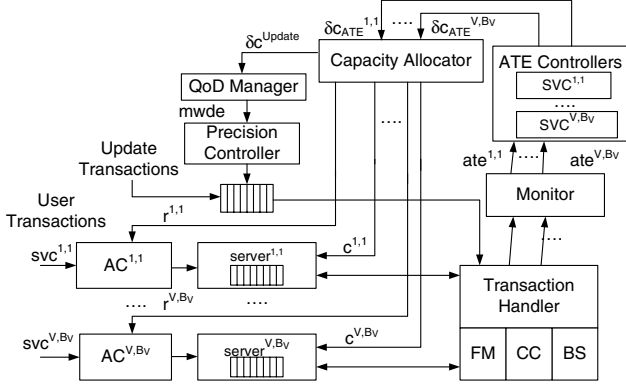 δc_ATE^1,1 .... δc_ATE^V,Bv
δc^Update
Capacity Allocator
ATE Controllers
SVC^1,1
....
SVC^V,Bv
QoD Manager
mwde
Precision
Controller
....
Update
Transactions
ate^1,1 .... ate^V,Bv
Monitor
User
Transactions
r^1,1
c^1,1
....
svc^1,1
AC^1,1
server^1,1
Transaction
Handler
.... r^V,Bv ....
c^V,Bv
svc^V,Bv
AC^V,Bv
server^V,Bv
FM CC BS